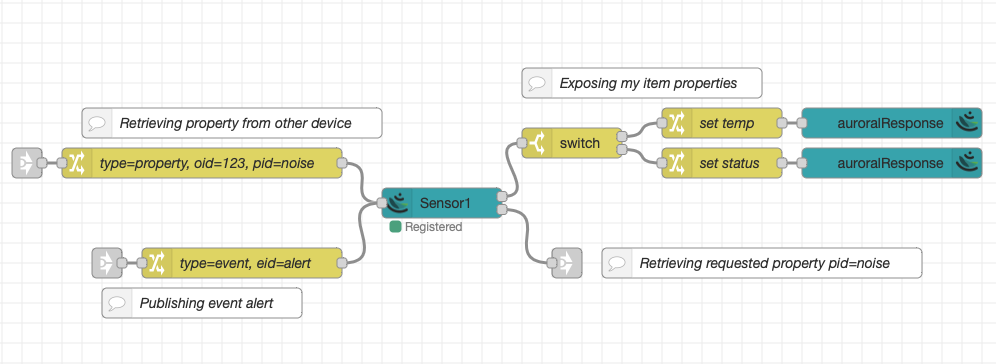 Exposing my item properties
Retrieving property from other device
set temp
auroralResponse
switch
type=property, oid=123, pid=noise
set status
auroralResponse
Sensor1
Registered
type=event, eid=alert
Retrieving requested property pid=noise
Publishing event alert